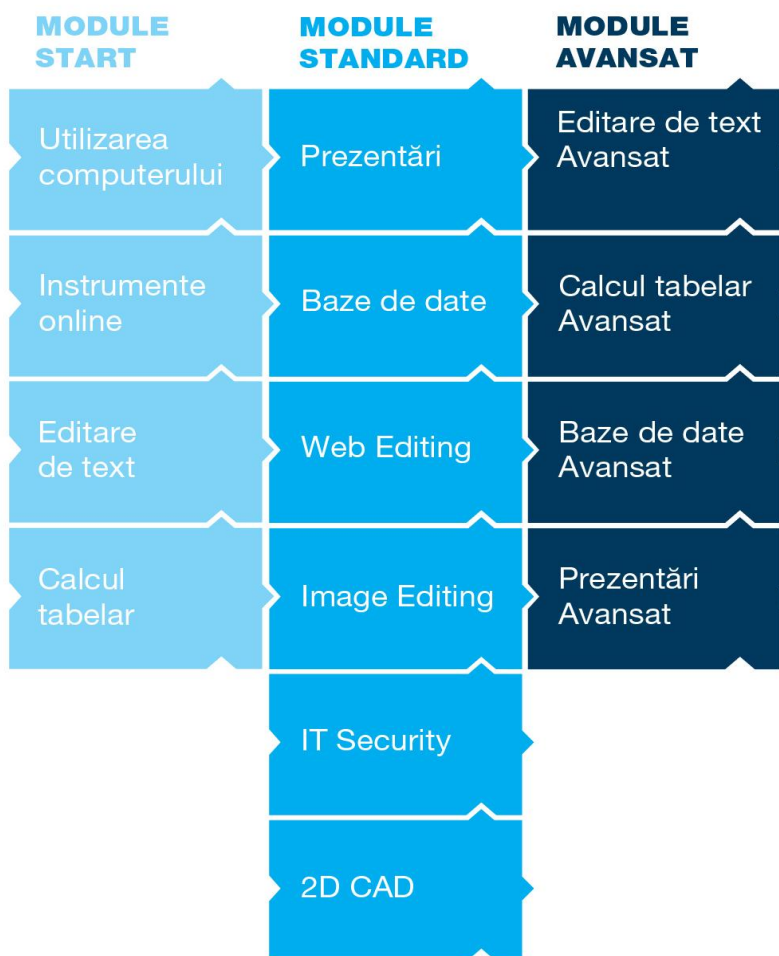 MODULE
START
Utilizarea
computerului
Instrumente
online
Editare
de text
Calcul
tabelar
MODULE
STANDARD
Prezentări
Baze de date
Web Editing
Image Editing
IT Security
2D CAD
MODULE
AVANSAT
Editare de text
Avansat
Calcul tabelar
Avansat
Baze de date
Avansat
Prezentări
Avansat